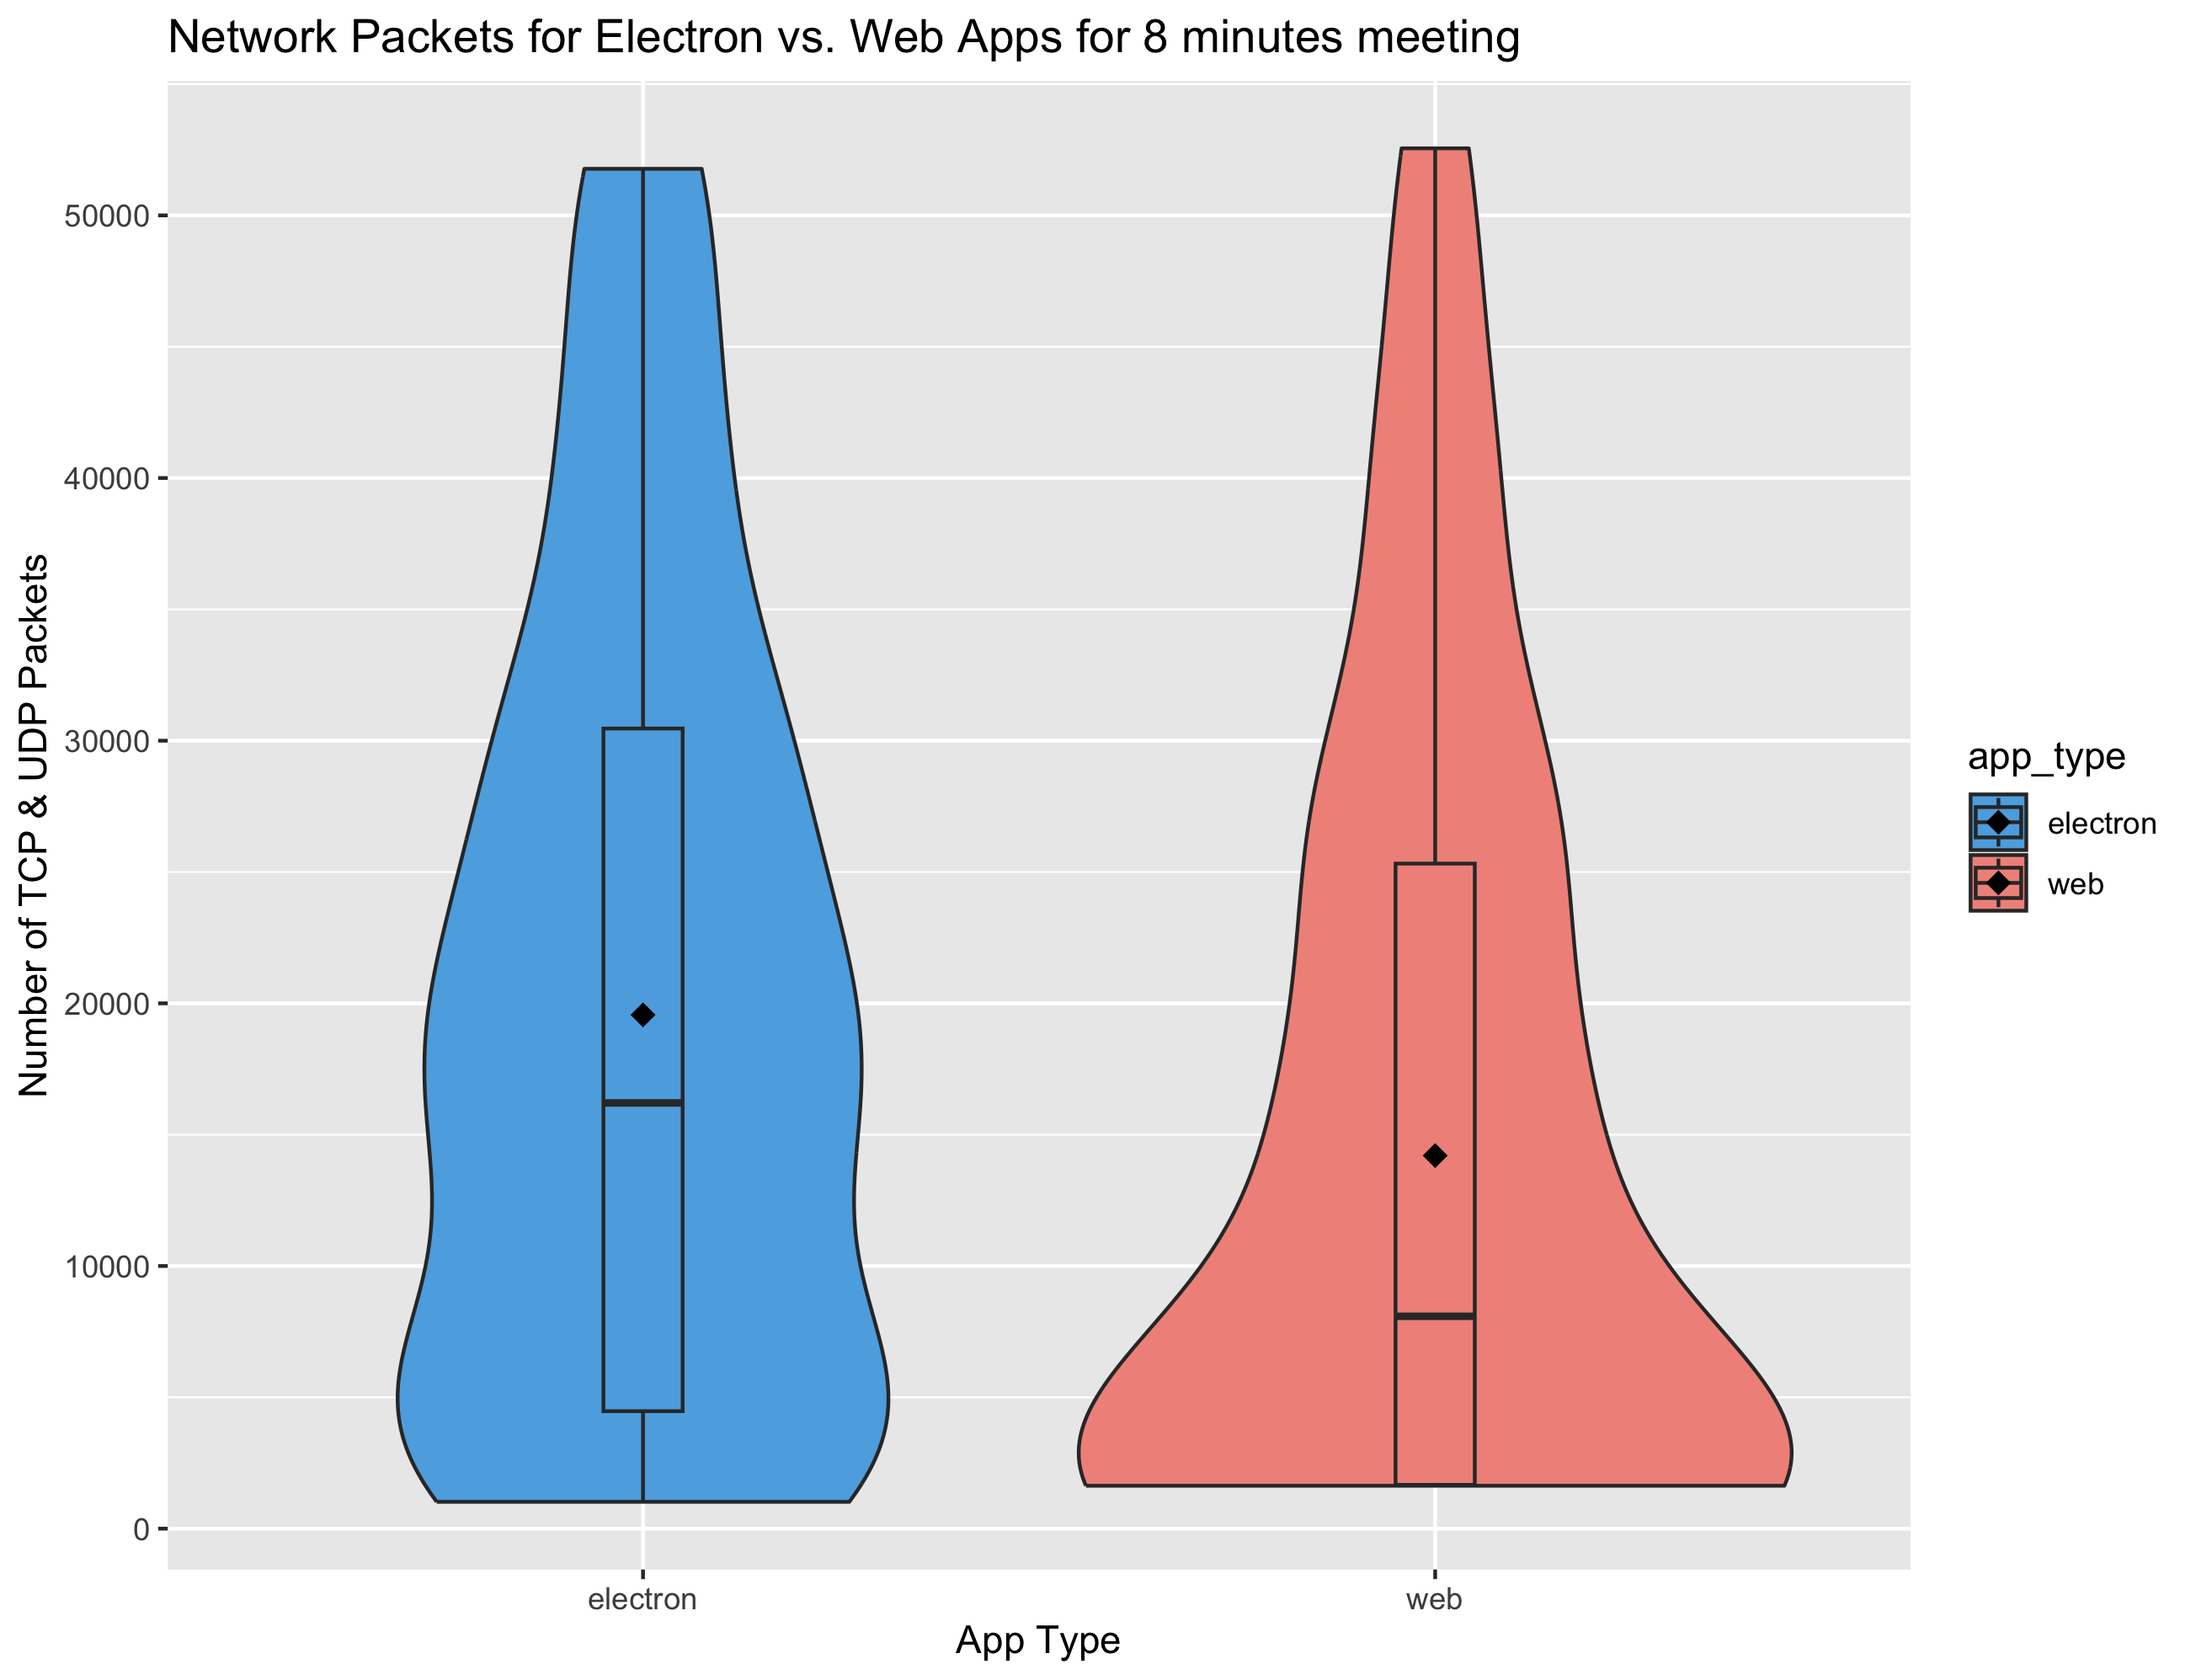 Network Packets for Electron vs. Web Apps for 8 minutes meeting
Number of TCP & UDP Packets
50000
40000
30000
20000
10000
0
electron
web
App Type
app_type
electron
web